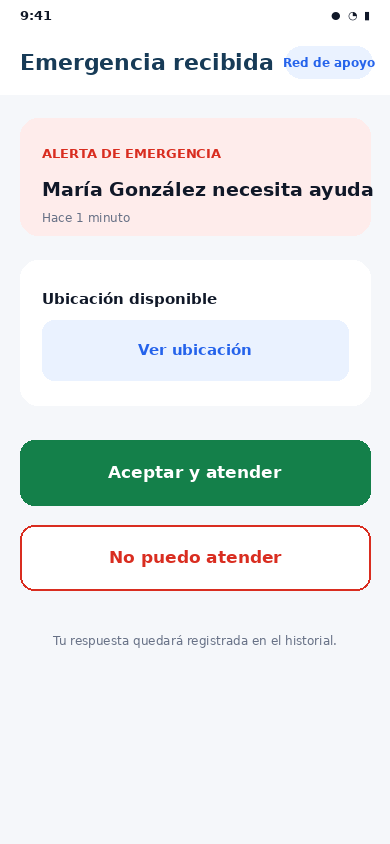 9:41
Emergencia recibida
Red de apoyo
ALERTA DE EMERGENCIA
María González necesita ayuda
Hace 1 minuto
Ubicación disponible
Ver ubicación
Aceptar y atender
No puedo atender
Tu respuesta quedará registrada en el historial.